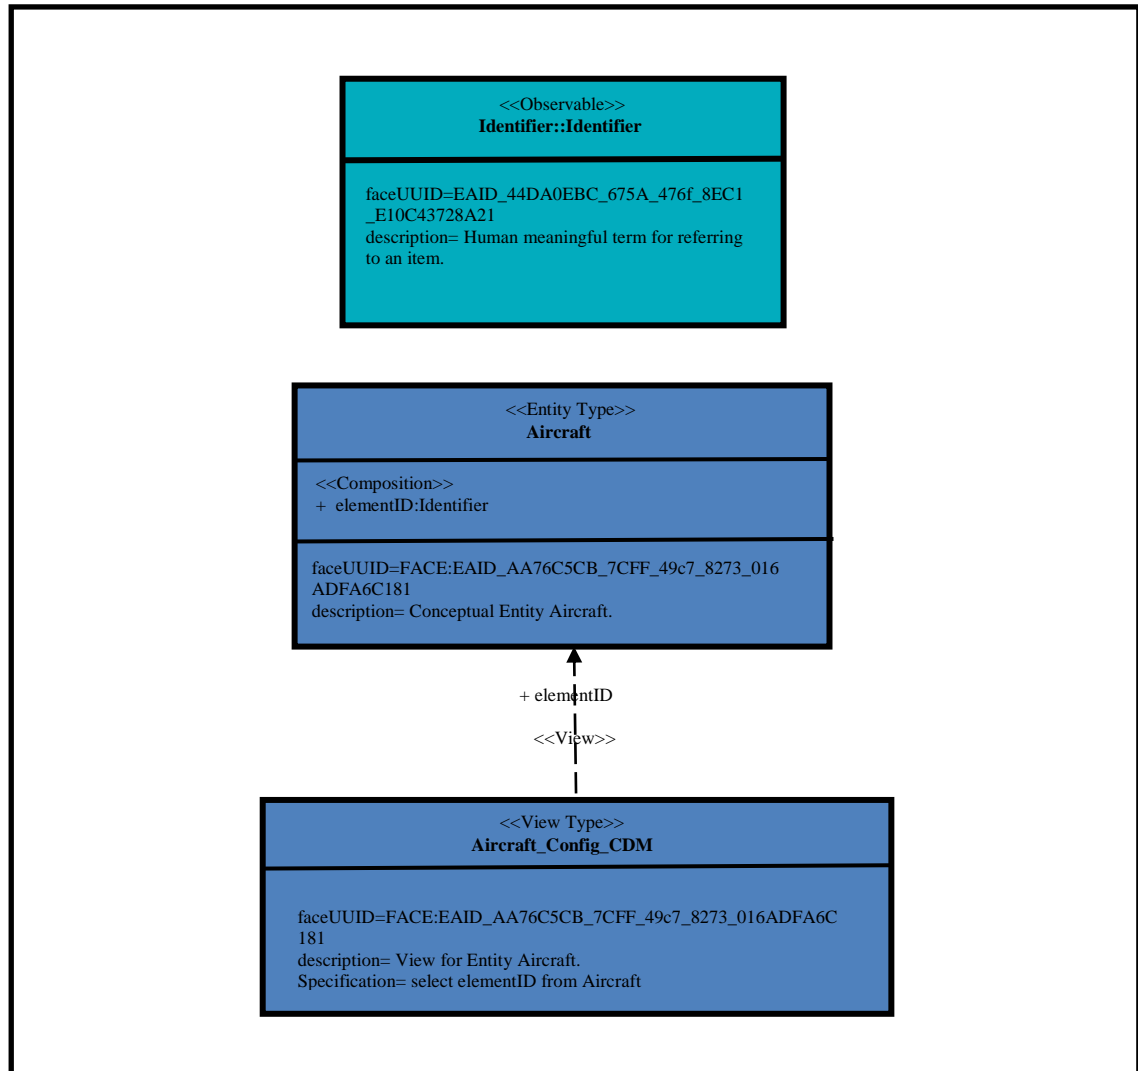 <<Observable>>
Identifier::Identifier
faceUUID=EAID_44DA0EBC_675A_476f_8EC1
_E10C43728A21
description= Human meaningful term for referring
to an item.
<<Entity Type>>
Aircraft
<<Composition>>
+ elementID:Identifier
faceUUID=FACE:EAID_AA76C5CB_7CFF_49c7_8273_016
ADFA6C181
description= Conceptual Entity Aircraft.
+ elementID
<<View>>
<<View Type>>
Aircraft_Config_CDM
faceUUID=FACE:EAID_AA76C5CB_7CFF_49c7_8273_016ADFA6C
181
description= View for Entity Aircraft.
Specification= select elementID from Aircraft